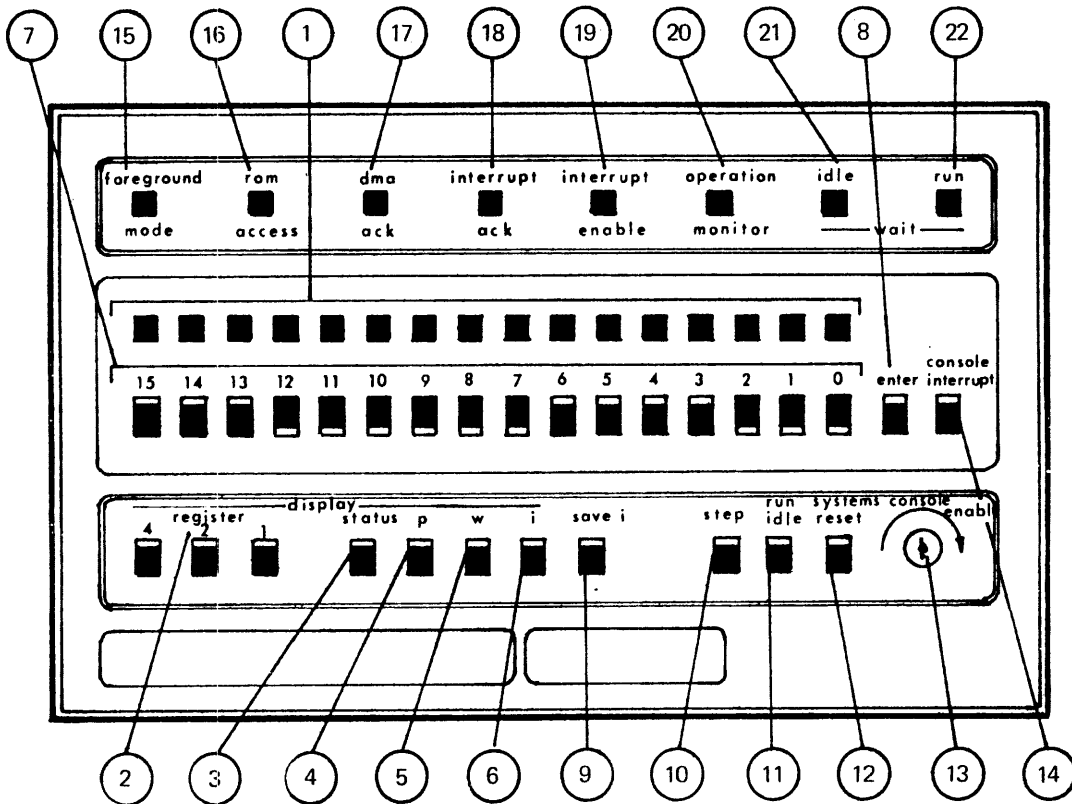 7 15 16 1 17 18 19 20 21 8 22
foreground rom dma interrupt interrupt operation idle run
mode access ack ack enable monitor wait
console
15 14 13 12 11 10 9 8 7 6 5 4 3 2 1 0 enter interrupt
display run systems console
register status p w i save i step idle reset enabl
4 2 1
2 3 4 5 6 9 10 11 12 13 14